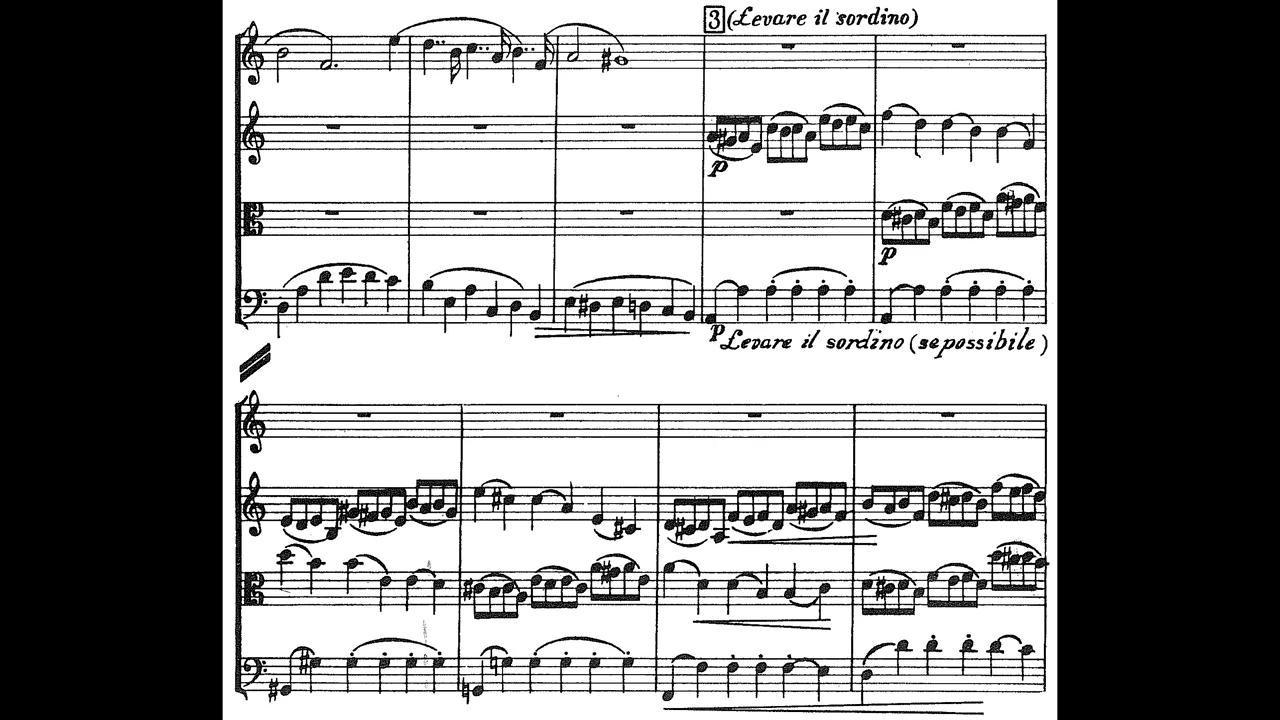 3 (Levare il sordino)
p
p
p Levare il sordino (se possibile)